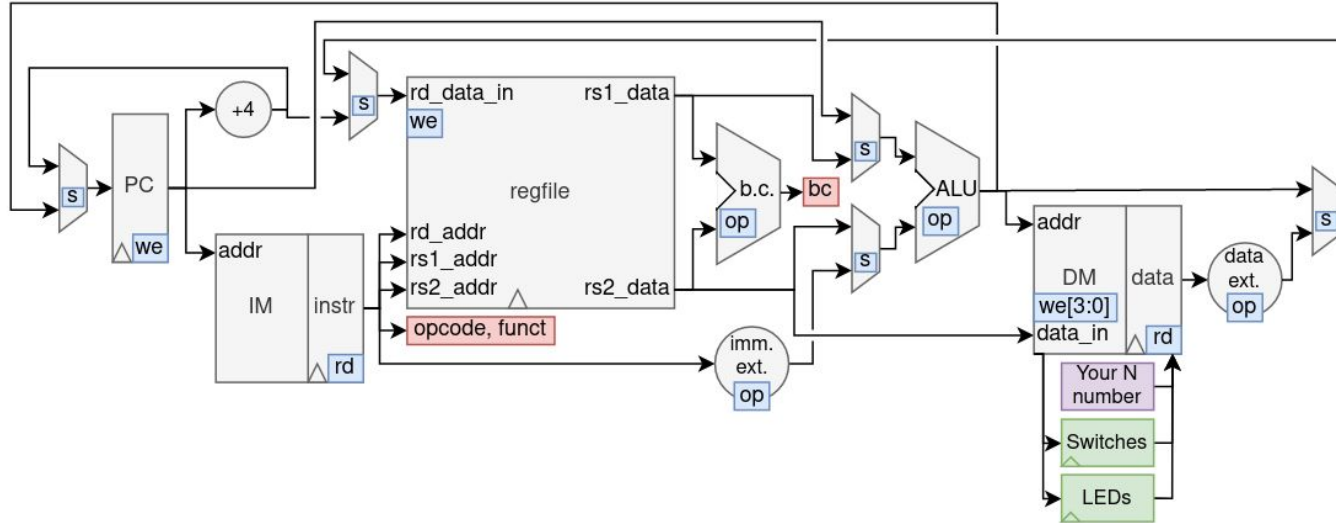 +4
s
PC
we
s
rd_data_in
rs1_data
we
regfile
rd_addr
rs1_addr
rs2_addr
rs2_data
opcode, funct
addr
IM
instr
rd
b.c.
op
bc
imm.
ext.
op
s
s
ALU
op
addr
DM
data
we[3:0]
data_in
rd
data
ext.
op
s
Your N
number
Switches
LEDs